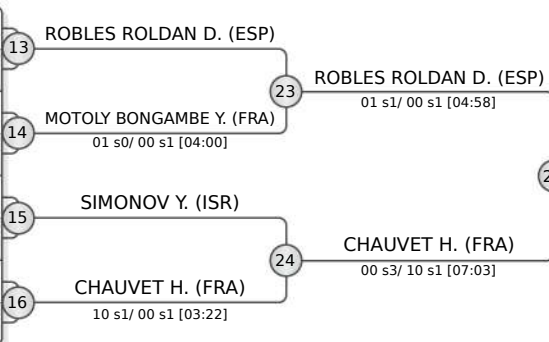 ROBLES ROLDAN D. (ESP)
13
23
ROBLES ROLDAN D. (ESP)
01 s1/ 00 s1 [04:58]
MOTOLY BONGAMBE Y. (FRA)
14
01 s0/ 00 s1 [04:00]
SIMONOV Y. (ISR)
15
24
CHAUVET H. (FRA)
00 s3/ 10 s1 [07:03]
CHAUVET H. (FRA)
16
10 s1/ 00 s1 [03:22]